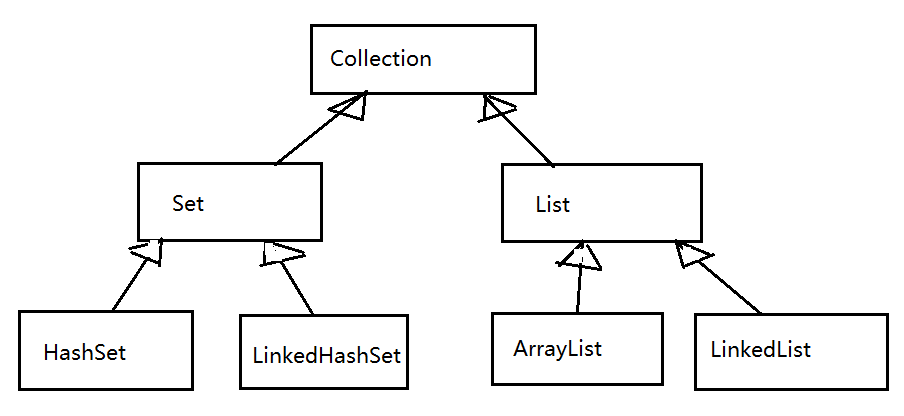 Collection
Set
List
HashSet
LinkedHashSet
ArrayList
LinkedList